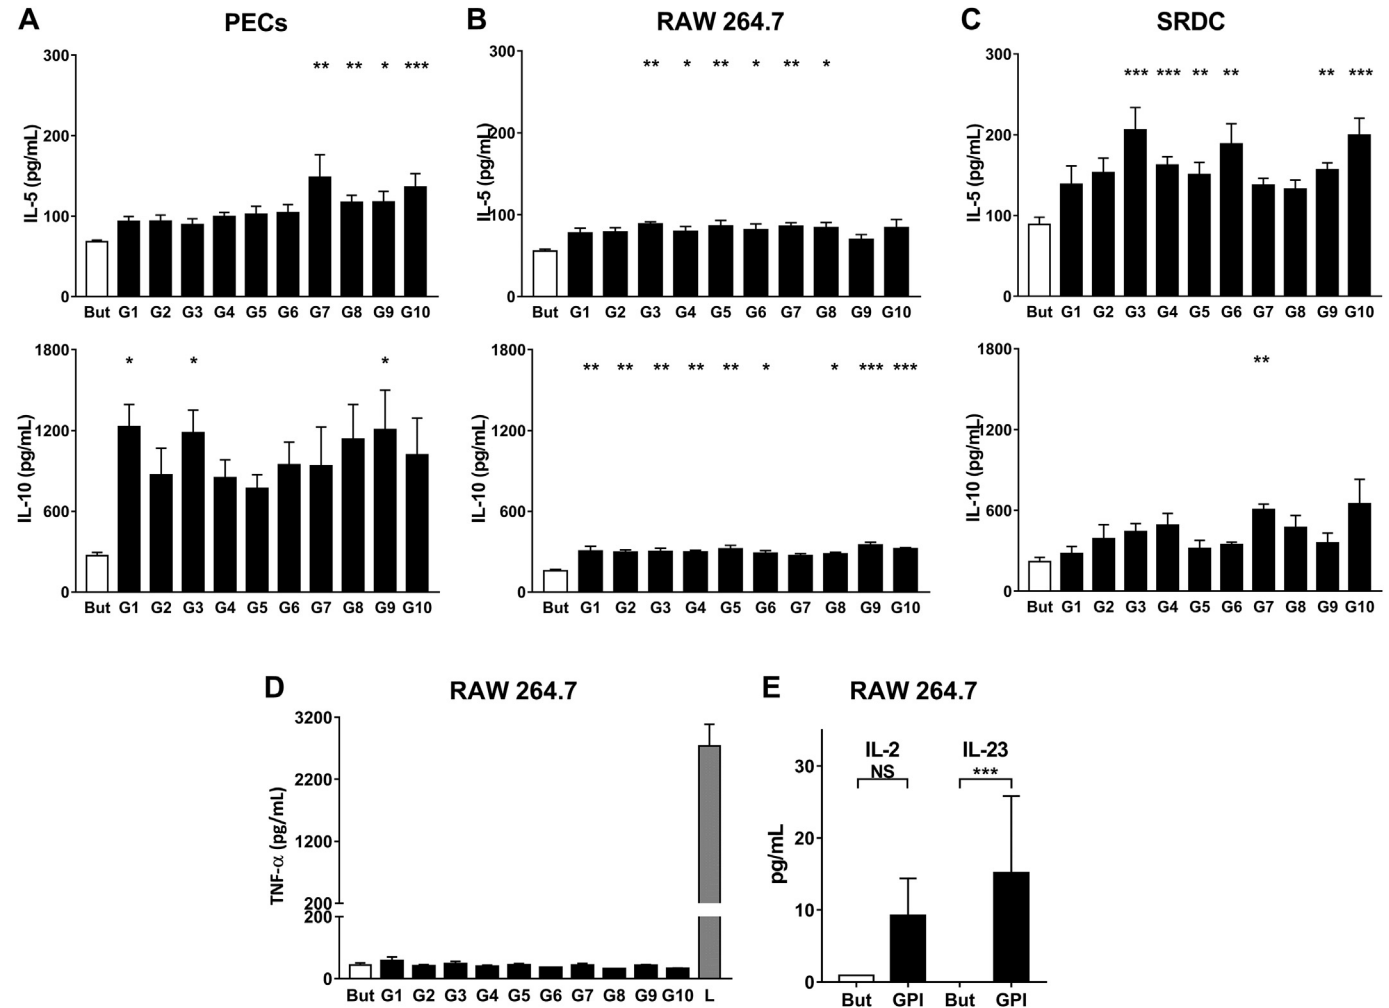 A
PECs
B
RAW 264.7
C
SRDC
IL-5 (pg/mL)
300
200
100
0
** ** * ***
But G1 G2 G3 G4 G5 G6 G7 G8 G9 G10
IL-5 (pg/mL)
300
200
100
0
** * ** * ** *
But G1 G2 G3 G4 G5 G6 G7 G8 G9 G10
IL-5 (pg/mL)
300
200
100
0
*** *** ** ** ** ***
But G1 G2 G3 G4 G5 G6 G7 G8 G9 G10
IL-10 (pg/mL)
1800
1200
600
0
* * *
But G1 G2 G3 G4 G5 G6 G7 G8 G9 G10
IL-10 (pg/mL)
1800
1200
600
0
** ** ** ** ** * * *** ***
But G1 G2 G3 G4 G5 G6 G7 G8 G9 G10
IL-10 (pg/mL)
1800
1200
600
0
**
But G1 G2 G3 G4 G5 G6 G7 G8 G9 G10
D
RAW 264.7
TNF-α (pg/mL)
3200
2200
1200
200
200
0
But G1 G2 G3 G4 G5 G6 G7 G8 G9 G10 L
E
RAW 264.7
pg/mL
30
20
10
0
IL-2 IL-23
NS ***
But GPI But GPI